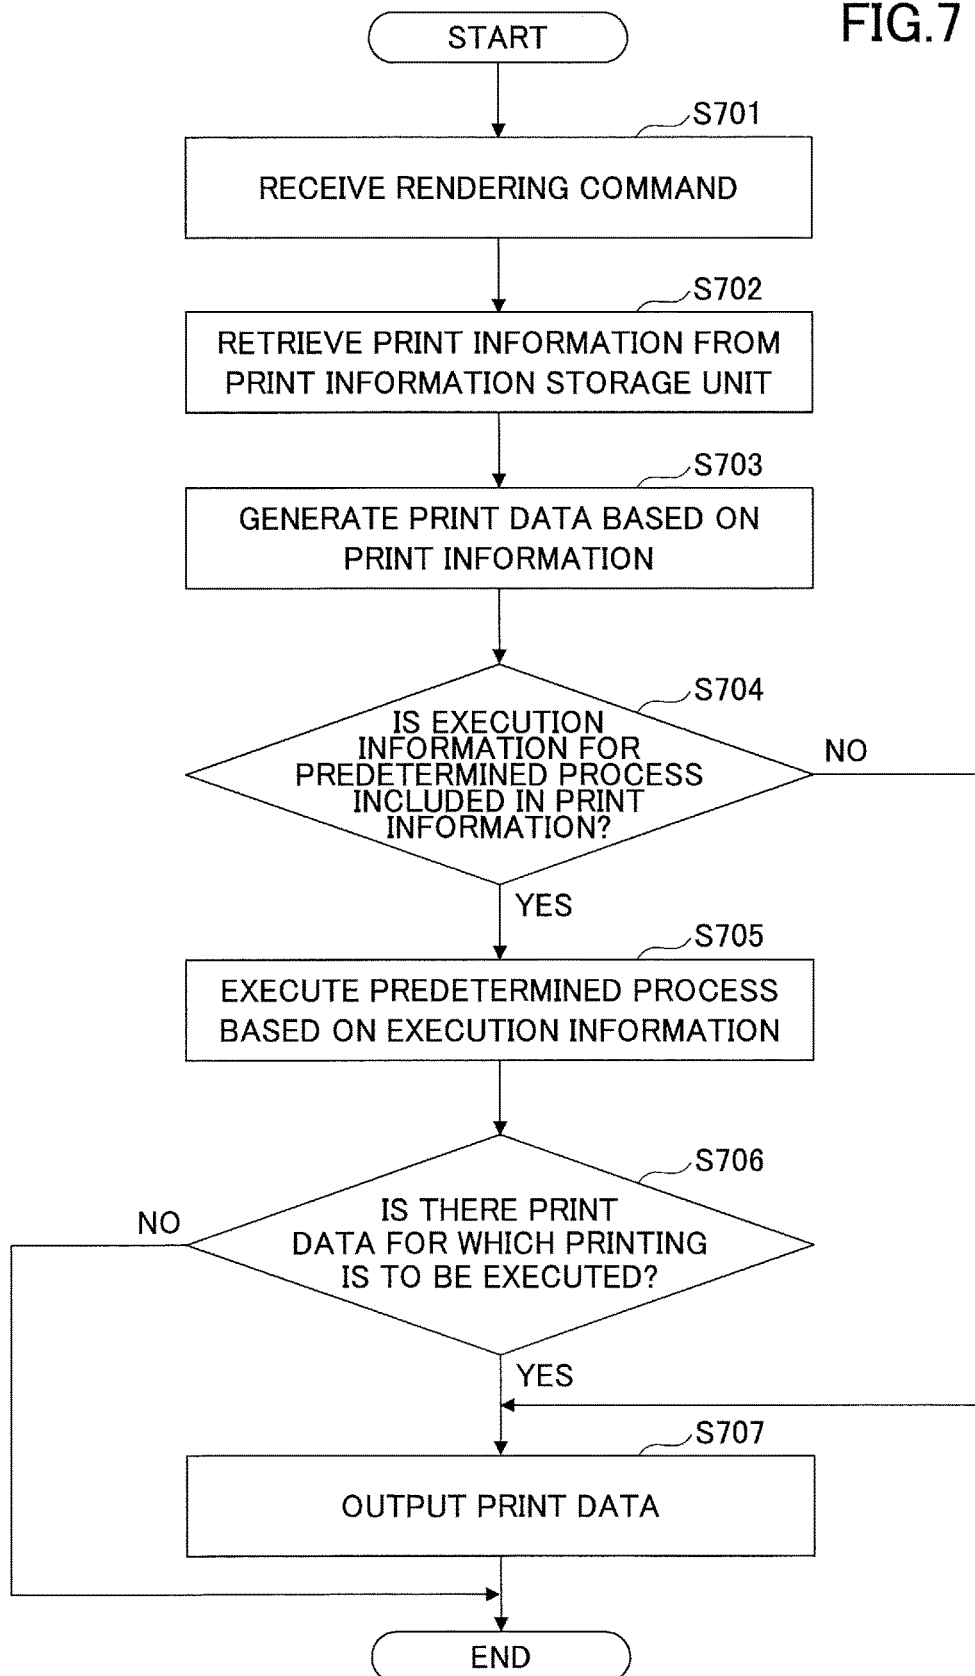 FIG.7
START
S701
RECEIVE RENDERING COMMAND
S702
RETRIEVE PRINT INFORMATION FROM
PRINT INFORMATION STORAGE UNIT
S703
GENERATE PRINT DATA BASED ON
PRINT INFORMATION
S704
IS EXECUTION
INFORMATION FOR
PREDETERMINED PROCESS
INCLUDED IN PRINT
INFORMATION?
NO
YES
S705
EXECUTE PREDETERMINED PROCESS
BASED ON EXECUTION INFORMATION
S706
IS THERE PRINT
DATA FOR WHICH PRINTING
IS TO BE EXECUTED?
NO
YES
S707
OUTPUT PRINT DATA
END